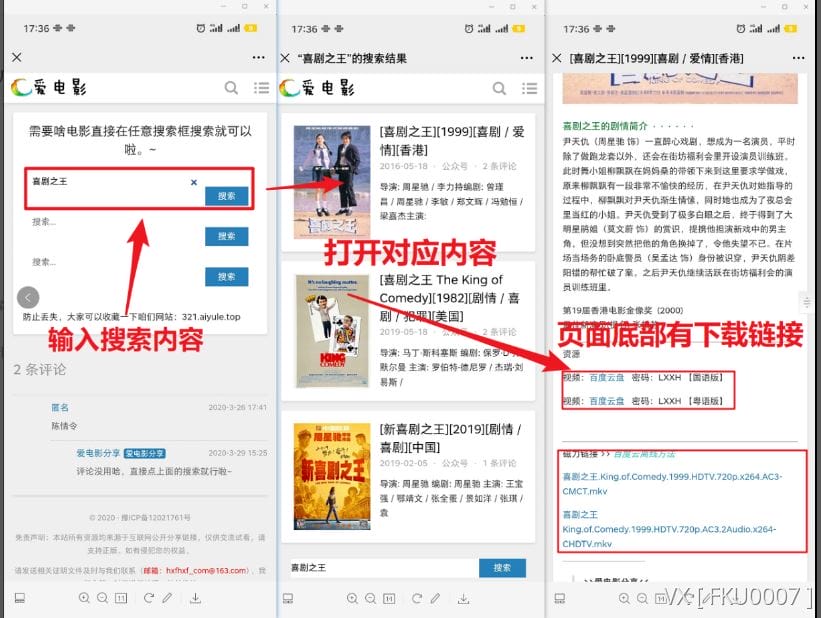 17:36
爱电影
需要啥电影直接在任意搜索框搜索就可以
啦。~
喜剧之王
×
搜索
搜索...
搜索
搜索...
搜索
防止丢失，大家可以收藏一下咱们网站：321.aiyule.top
输入搜索内容
2 条评论
匿名
2020-3-26 17:41
陈情令
爱电影分享 爱电影分享
2020-3-29 15:25
评论没用啥，直接点上面的搜索就行啦~
© 2020 · 豫ICP备12021761号
免责声明：本站所有资源均来源于互联网公开分享链接，仅供交流试看，请
支持正版，如有侵犯您的权益，
请发送相关证明文件及时与我们联系（邮箱：hxfhxf_com@163.com），我
17:36
“喜剧之王”的搜索结果
爱电影
[喜剧之王][1999][喜剧 / 爱
情][香港]
2016-05-18 · 公众号 · 2 条评论
导演: 周星驰 / 李力持编剧: 曾瑾
昌 / 周星驰 / 李敏 / 郑文辉 / 冯勉恒 /
梁嘉杰主演:
打开对应内容
It's no laughing matter.
KING
COMEDY
[喜剧之王 The King of
Comedy][1982][剧情 / 喜
剧 / 犯罪][美国]
2019-05-18 · 公众号 · 2 条评论
导演: 马丁·斯科塞斯 编剧: 保罗·D·
默尔曼 主演: 罗伯特·德尼罗 / 杰瑞·刘
易斯 /
周星驰
新喜剧之王
[新喜剧之王][2019][剧情 /
喜剧][中国]
2019-02-05 · 公众号 · 1 条评论
导演: 周星驰 编剧: 周星驰 主演: 王宝
强 / 鄂靖文 / 张全蛋 / 景如洋 / 张琪 /
袁
喜剧之王
搜索
17:36
[喜剧之王][1999][喜剧 / 爱情][香港]
喜剧之王的剧情简介 · · · · · ·
尹天仇（周星驰 饰）一直醉心戏剧，想成为一名演员，平时
除了做跑龙套以外，还会在街坊福利会里开设演员训练班。
此时舞小姐柳飘飘在妈妈桑的带领下来到这里要求学做戏，
原来柳飘飘有一段非常不愉快的经历，在尹天仇对她指导的
过程中，柳飘飘对尹天仇渐生情愫，同时她也成为了夜总会
里当红的小姐。尹天仇受到了极多白眼之后，终于得到了大
明星鹃姐（莫文蔚 饰）的赏识，提携他担演新戏中的男主
角，但没想到突然把他的角色换掉了，令他失望不已。在片
场当场务的卧底警员（吴孟达 饰）身份被识穿，尹天仇阴差
阳错的帮忙破了案。之后尹天仇继续活跃在街坊福利会的演
员训练班里。
第19届香港电影金像奖 (2000)
页面底部有下载链接
资源
视频：百度云盘 密码：LXXH 【国语版】
视频：百度云盘 密码：LXXH 【粤语版】
磁力链接 >> 百度云离线方法
喜剧之王.King.of.Comedy.1999.HDTV.720p.x264.AC3-
CMCT.mkv
喜剧之王
King.of.Comedy.1999.HDTV.720p.AC3.2Audio.x264-
CHDTV.mkv
>>爱电影分享<<
VX [ FKU0007 ]